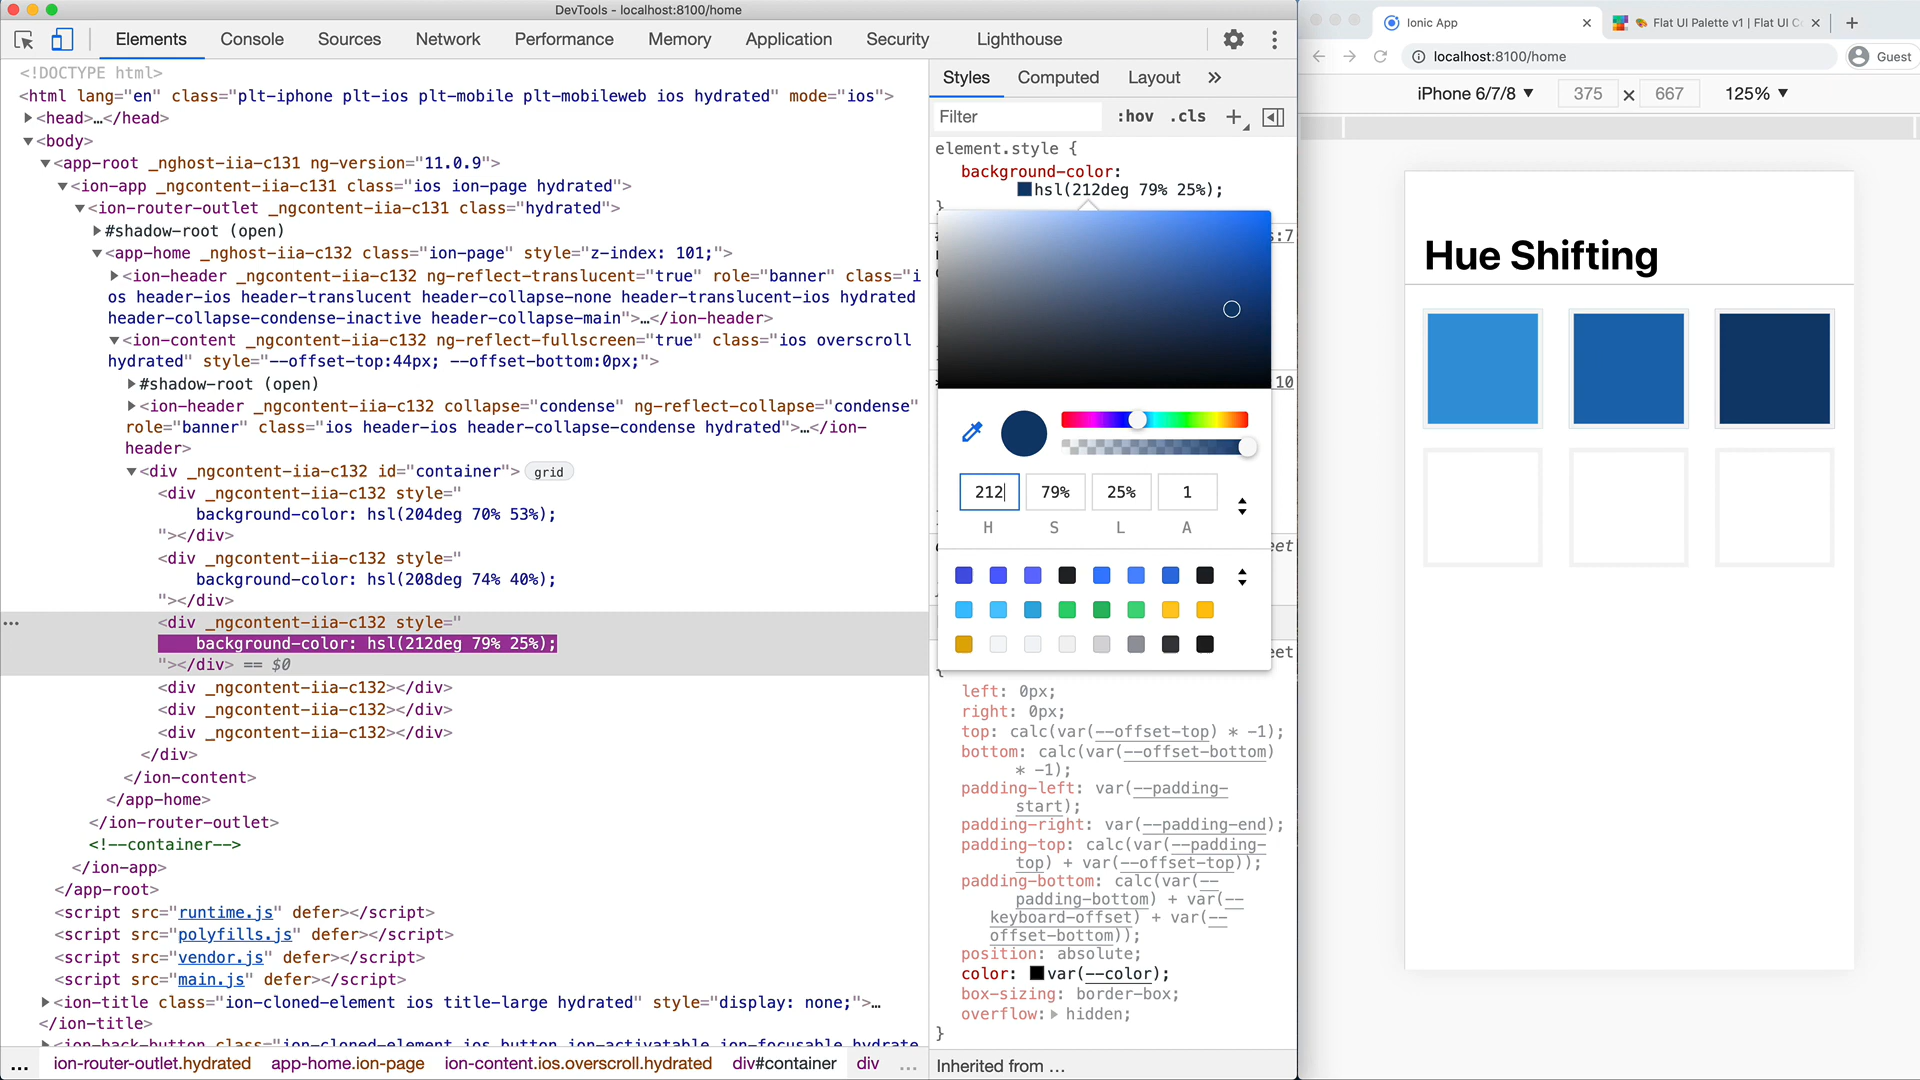 DevTools - localhost:8100/home
Elements
Console
Sources
Network
Performance
Memory
Application
Security
Lighthouse
<!DOCTYPE html>
<html lang="en" class="plt-iphone plt-ios plt-mobile plt-mobileweb ios hydrated" mode="ios">
<head>…</head>
<body>
<app-root _nghost-iia-c131 ng-version="11.0.9">
<ion-app _ngcontent-iia-c131 class="ios ion-page hydrated">
<ion-router-outlet _ngcontent-iia-c131 class="hydrated">
#shadow-root (open)
<app-home _nghost-iia-c132 class="ion-page" style="z-index: 101;">
<ion-header _ngcontent-iia-c132 ng-reflect-translucent="true" role="banner" class="i
os header-ios header-translucent header-collapse-none header-translucent-ios hydrated
header-collapse-condense-inactive header-collapse-main">…</ion-header>
<ion-content _ngcontent-iia-c132 ng-reflect-fullscreen="true" class="ios overscroll
hydrated" style="--offset-top:44px; --offset-bottom:0px;">
#shadow-root (open)
<ion-header _ngcontent-iia-c132 collapse="condense" ng-reflect-collapse="condense"
role="banner" class="ios header-ios header-collapse-condense hydrated">…</ion-
header>
<div _ngcontent-iia-c132 id="container"> grid
<div _ngcontent-iia-c132 style="
background-color: hsl(204deg 70% 53%);
"></div>
<div _ngcontent-iia-c132 style="
background-color: hsl(208deg 74% 40%);
"></div>
… <div _ngcontent-iia-c132 style="
background-color: hsl(212deg 79% 25%);
"></div> == $0
<div _ngcontent-iia-c132></div>
<div _ngcontent-iia-c132></div>
<div _ngcontent-iia-c132></div>
</div>
</ion-content>
</app-home>
</ion-router-outlet>
<!--container-->
</ion-app>
</app-root>
<script src="runtime.js" defer></script>
<script src="polyfills.js" defer></script>
<script src="vendor.js" defer></script>
<script src="main.js" defer></script>
<ion-title class="ion-cloned-element ios title-large hydrated" style="display: none;">…
</ion-title>
<ion-back-button class="ion-cloned-element ios button ion-activatable ion-focusable hydrate
… ion-router-outlet.hydrated app-home.ion-page ion-content.ios.overscroll.hydrated div#container div …
Styles
Computed
Layout
Filter
:hov .cls
element.style {
background-color:
hsl(212deg 79% 25%);
}
:7
10
212 79% 25% 1
H S L A
eet
eet
{
left: 0px;
right: 0px;
top: calc(var(--offset-top) * -1);
bottom: calc(var(--offset-bottom)
* -1);
padding-left: var(--padding-
start);
padding-right: var(--padding-end);
padding-top: calc(var(--padding-
top) + var(--offset-top));
padding-bottom: calc(var(--
padding-bottom) + var(--
keyboard-offset) + var(--
offset-bottom));
position: absolute;
color: var(--color);
box-sizing: border-box;
overflow: hidden;
}
Inherited from …
Ionic App
Flat UI Palette v1 | Flat UI C
localhost:8100/home
Guest
iPhone 6/7/8
375 × 667
125%
Hue Shifting